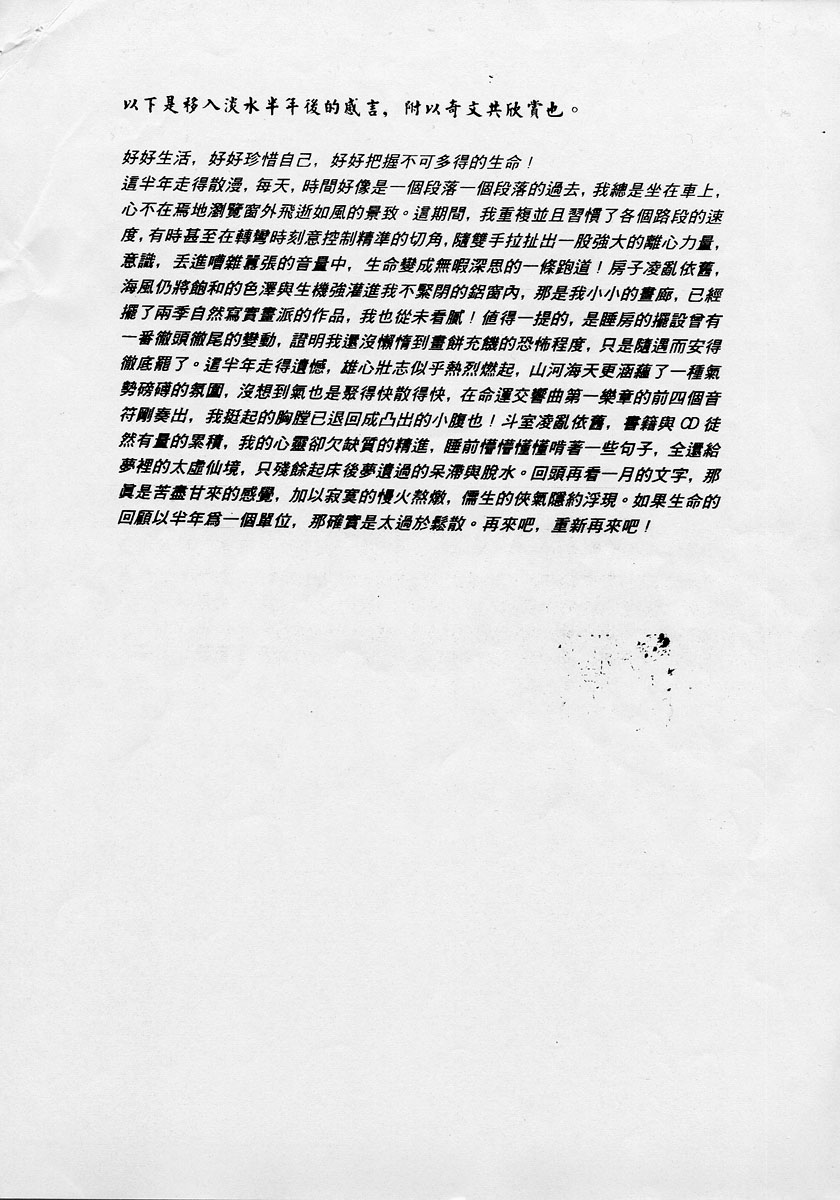 以下是移入淡水半年後的感言，附以奇文共欣賞也。
好好生活，好好珍惜自己，好好把握不可多得的生命！
這半年走得散漫，每天，時間好像是一個段落一個段落的過去，我總是坐在車上，
心不在焉地瀏覽窗外飛逝如風的景致。這期間，我重複並且習慣了各個路段的速
度，有時甚至在轉彎時刻意控制精準的切角，隨雙手拉扯出一股強大的離心力量，
意識，丟進嘈雜囂張的音量中，生命變成無暇深思的一條跑道！房子凌亂依舊，
海風仍將飽和的色澤與生機強灌進我不緊閉的鋁窗內，那是我小小的畫廊，已經
擺了兩季自然寫實畫派的作品，我也從未看膩！值得一提的，是睡房的擺設曾有
一番徹頭徹尾的變動，證明我還沒懶惰到畫餅充饑的恐怖程度，只是隨遇而安得
徹底罷了。這半年走得遺憾，雄心壯志似乎熱烈燃起，山河海天更涵蘊了一種氣
勢磅礡的氛圍，沒想到氣也是聚得快散得快，在命運交響曲第一樂章的前四個音
符剛奏出，我挺起的胸膛已退回成凸出的小腹也！斗室凌亂依舊，書籍與CD徒
然有量的累積，我的心靈卻欠缺質的精進，睡前懵懵懂懂啃著一些句子，全還給
夢裡的太虛仙境，只殘餘起床後夢遺過的呆滯與脫水。回頭再看一月的文字，那
真是苦盡甘來的感覺，加以寂寞的慢火熬燉，儒生的俠氣隱約浮現。如果生命的
回顧以半年為一個單位，那確實是太過於鬆散。再來吧，重新再來吧！